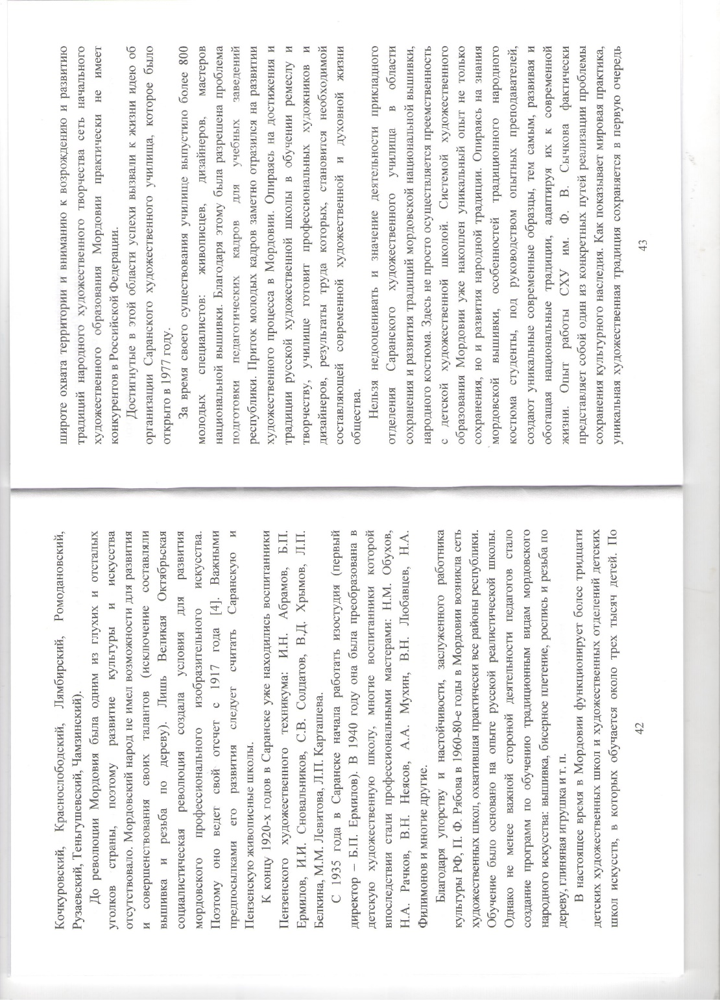 Кочкуровский, Краснослободский, Лямбирский, Ромодановский,
Рузаевский, Теньгушевский, Чамзинский).
До революции Мордовия была одним из глухих и отсталых
уголков страны, поэтому развитие культуры и искусства
отсутствовало. Мордовский народ не имел возможности для развития
и совершенствования своих талантов (исключение составляли
вышивка и резьба по дереву). Лишь Великая Октябрьская
социалистическая революция создала условия для развития
мордовского профессионального изобразительного искусства.
Поэтому оно ведет свой отсчет с 1917 года [4]. Важными
предпосылками его развития следует считать Саранскую и
Пензенскую живописные школы.
К концу 1920-х годов в Саранске уже находились воспитанники
Пензенского художественного техникума: И.Н. Абрамов, Б.П.
Ермилов, И.И. Сновальников, С.В. Солдатов, В.Д. Хрымов, Л.П.
Белкина, М.М. Левитова, Л.П. Карташева.
С 1935 года в Саранске начала работать изостудия (первый
директор – Б.П. Ермилов). В 1940 году она была преобразована в
детскую художественную школу, многие воспитанники которой
впоследствии стали профессиональными мастерами: Н.М. Обухов,
Н.А. Рачков, В.Н. Неясов, А.А. Мухин, В.Н. Любавцев, Н.А.
Филимонов и многие другие.
Благодаря упорству и настойчивости, заслуженного работника
культуры РФ, П. Ф. Рябова в 1960-80-е годы в Мордовии возникла сеть
художественных школ, охватившая практически все районы республики.
Обучение было основано на опыте русской реалистической школы.
Однако не менее важной стороной деятельности педагогов стало
создание программ по обучению традиционным видам мордовского
народного искусства: вышивка, бисерное плетение, роспись и резьба по
дереву, глиняная игрушка и т. п.
В настоящее время в Мордовии функционирует более тридцати
детских художественных школ и художественных отделений детских
школ искусств, в которых обучается около трех тысяч детей. По
42
широте охвата территории и вниманию к возрождению и развитию
традиций народного художественного творчества сеть начального
художественного образования Мордовии практически не имеет
конкурентов в Российской Федерации.
Достигнутые в этой области успехи вызвали к жизни идею об
организации Саранского художественного училища, которое было
открыто в 1977 году.
За время своего существования училище выпустило более 800
молодых специалистов: живописцев, дизайнеров, мастеров
национальной вышивки. Благодаря этому была разрешена проблема
подготовки педагогических кадров для учебных заведений
республики. Приток молодых кадров заметно отразился на развитии
художественного процесса в Мордовии. Опираясь на достижения и
традиции русской художественной школы в обучении ремеслу и
творчеству, училище готовит профессиональных художников и
дизайнеров, результаты труда которых, становится необходимой
составляющей современной художественной и духовной жизни
общества.
Нельзя недооценивать и значение деятельности прикладного
отделения Саранского художественного училища в области
сохранения и развития традиций мордовской национальной вышивки,
народного костюма. Здесь не просто осуществляется преемственность
с детской художественной школой. Системой художественного
образования Мордовии уже накоплен уникальный опыт не только
сохранения, но и развития народной традиции. Опираясь на знания
мордовской вышивки, особенностей традиционного народного
костюма студенты, под руководством опытных преподавателей,
создают уникальные современные образцы, тем самым, развивая и
обогащая национальные традиции, адаптируя их к современной
жизни. Опыт работы СХУ им. Ф. В. Сычкова фактически
представляет собой один из конкретных путей реализации проблемы
сохранения культурного наследия. Как показывает мировая практика,
уникальная художественная традиция сохраняется в первую очередь
43